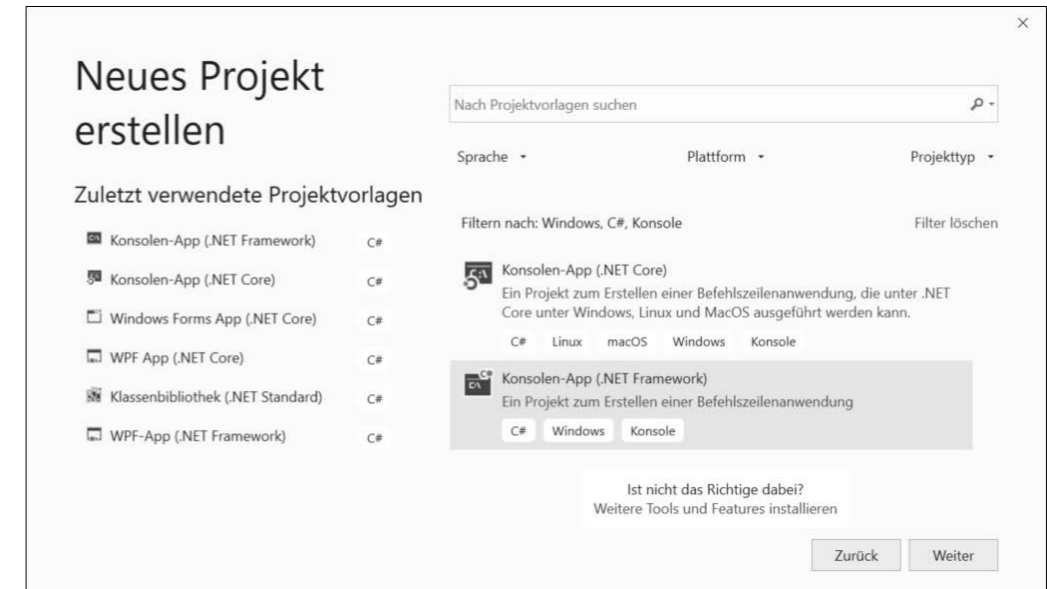 Neues Projekt
erstellen
Zuletzt verwendete Projektvorlagen
Konsolen-App (.NET Framework) C#
Konsolen-App (.NET Core) C#
Windows Forms App (.NET Core) C#
WPF App (.NET Core) C#
Klassenbibliothek (.NET Standard) C#
WPF-App (.NET Framework) C#
Nach Projektvorlagen suchen
Sprache Plattform Projekttyp
Filtern nach: Windows, C#, Konsole Filter löschen
Konsolen-App (.NET Core)
Ein Projekt zum Erstellen einer Befehlszeilenanwendung, die unter .NET
Core unter Windows, Linux und MacOS ausgeführt werden kann.
C# Linux macOS Windows Konsole
Konsolen-App (.NET Framework)
Ein Projekt zum Erstellen einer Befehlszeilenanwendung
C# Windows Konsole
Ist nicht das Richtige dabei?
Weitere Tools und Features installieren
Zurück Weiter